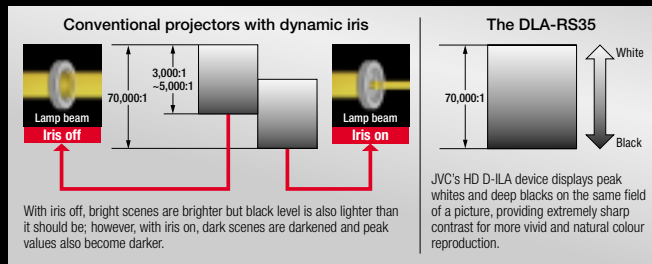 Conventional projectors with dynamic iris
Lamp beam
Iris off
70,000:1
3,000:1
~5,000:1
Lamp beam
Iris on
With iris off, bright scenes are brighter but black level is also lighter than
it should be; however, with iris on, dark scenes are darkened and peak
values also become darker.
The DLA-RS35
70,000:1
White
Black
JVC's HD D-ILA device displays peak
whites and deep blacks on the same field
of a picture, providing extremely sharp
contrast for more vivid and natural colour
reproduction.